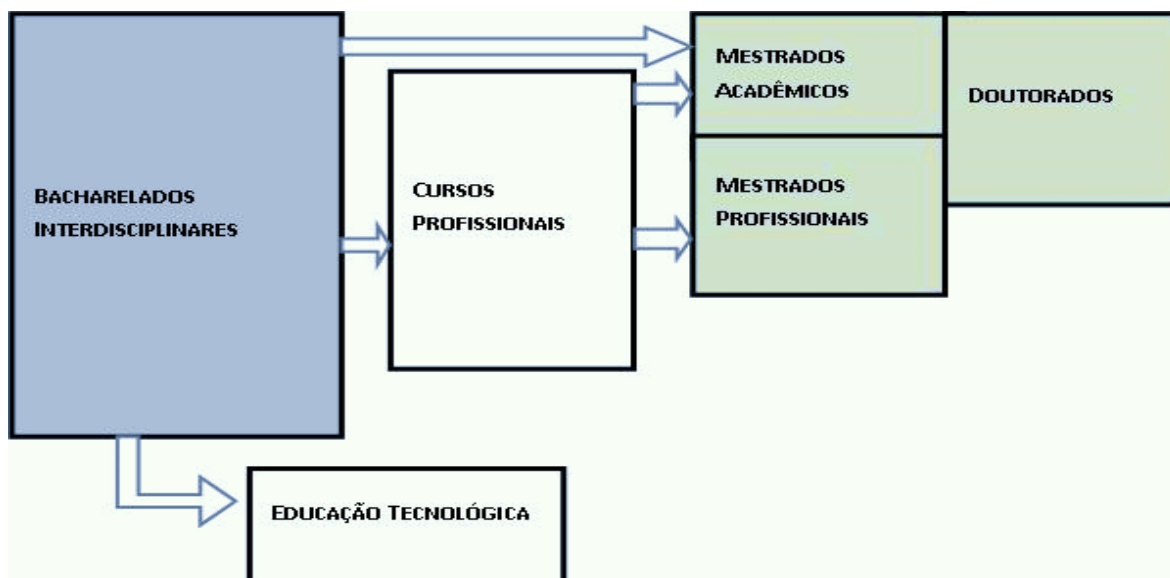 BACHARELADOS
INTERDISCIPLINARES
CURSOS
PROFISSIONAIS
MESTRADOS
ACADÊMICOS
MESTRADOS
PROFISSIONAIS
DOUTORADOS
EDUCAÇÃO TECNOLÓGICA